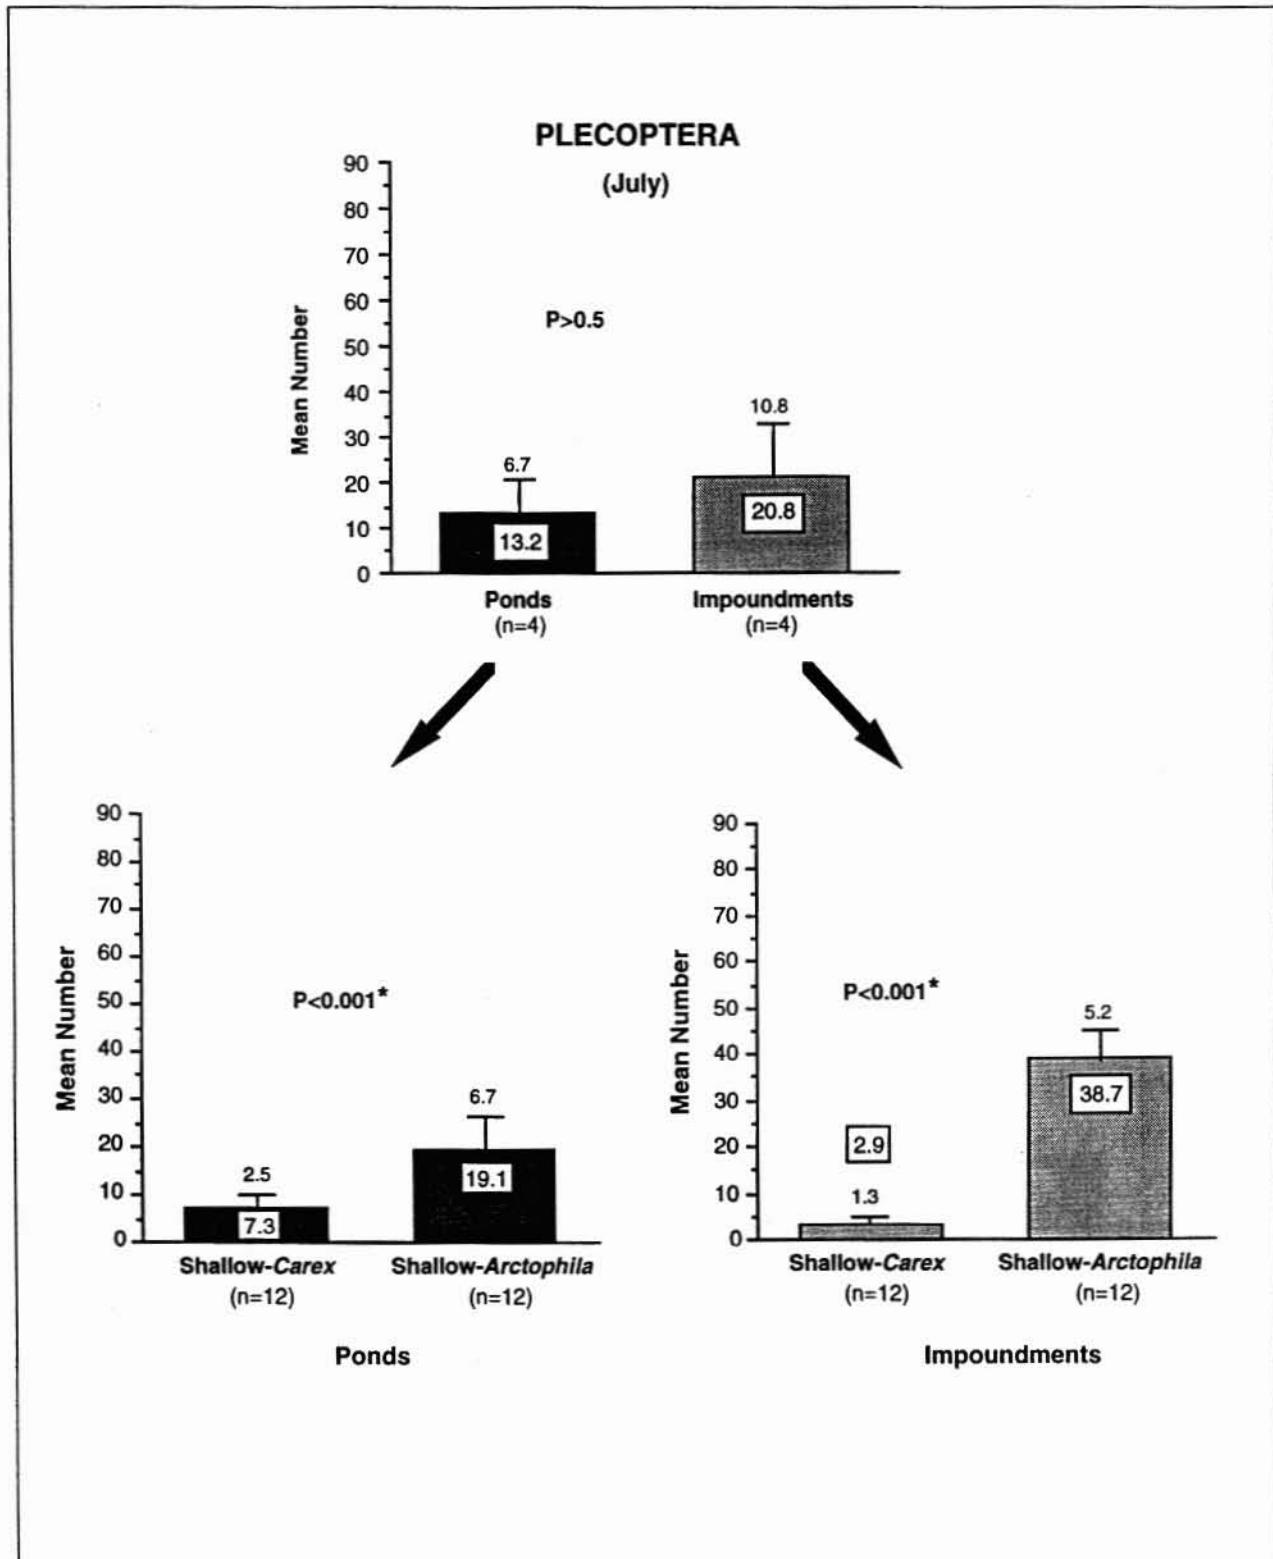 PLECOPTERA
(July)
90
80
70
60
50
40
30
20
10
0
Mean Number
P>0.5
6.7
13.2
10.8
20.8
Ponds
(n=4)
Impoundments
(n=4)
90
80
70
60
50
40
30
20
10
0
Mean Number
P<0.001*
2.5
7.3
6.7
19.1
Shallow-Carex
(n=12)
Shallow-Arctophila
(n=12)
Ponds
90
80
70
60
50
40
30
20
10
0
Mean Number
P<0.001*
2.9
1.3
5.2
38.7
Shallow-Carex
(n=12)
Shallow-Arctophila
(n=12)
Impoundments